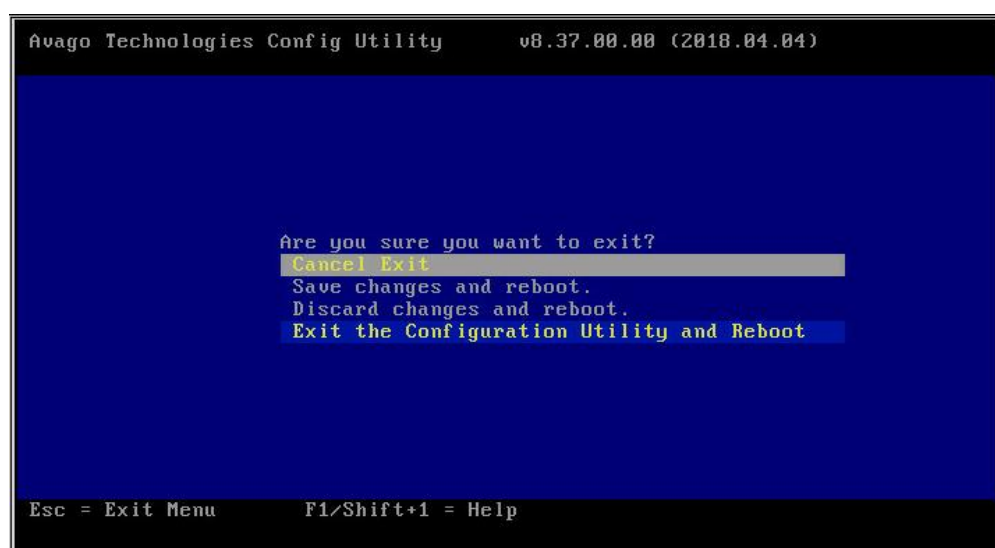 Avago Technologies Config Utility v8.37.00.00 (2018.04.04)
Are you sure you want to exit?
Cancel Exit
Save changes and reboot.
Discard changes and reboot.
Exit the Configuration Utility and Reboot
Esc = Exit Menu F1/Shift+1 = Help